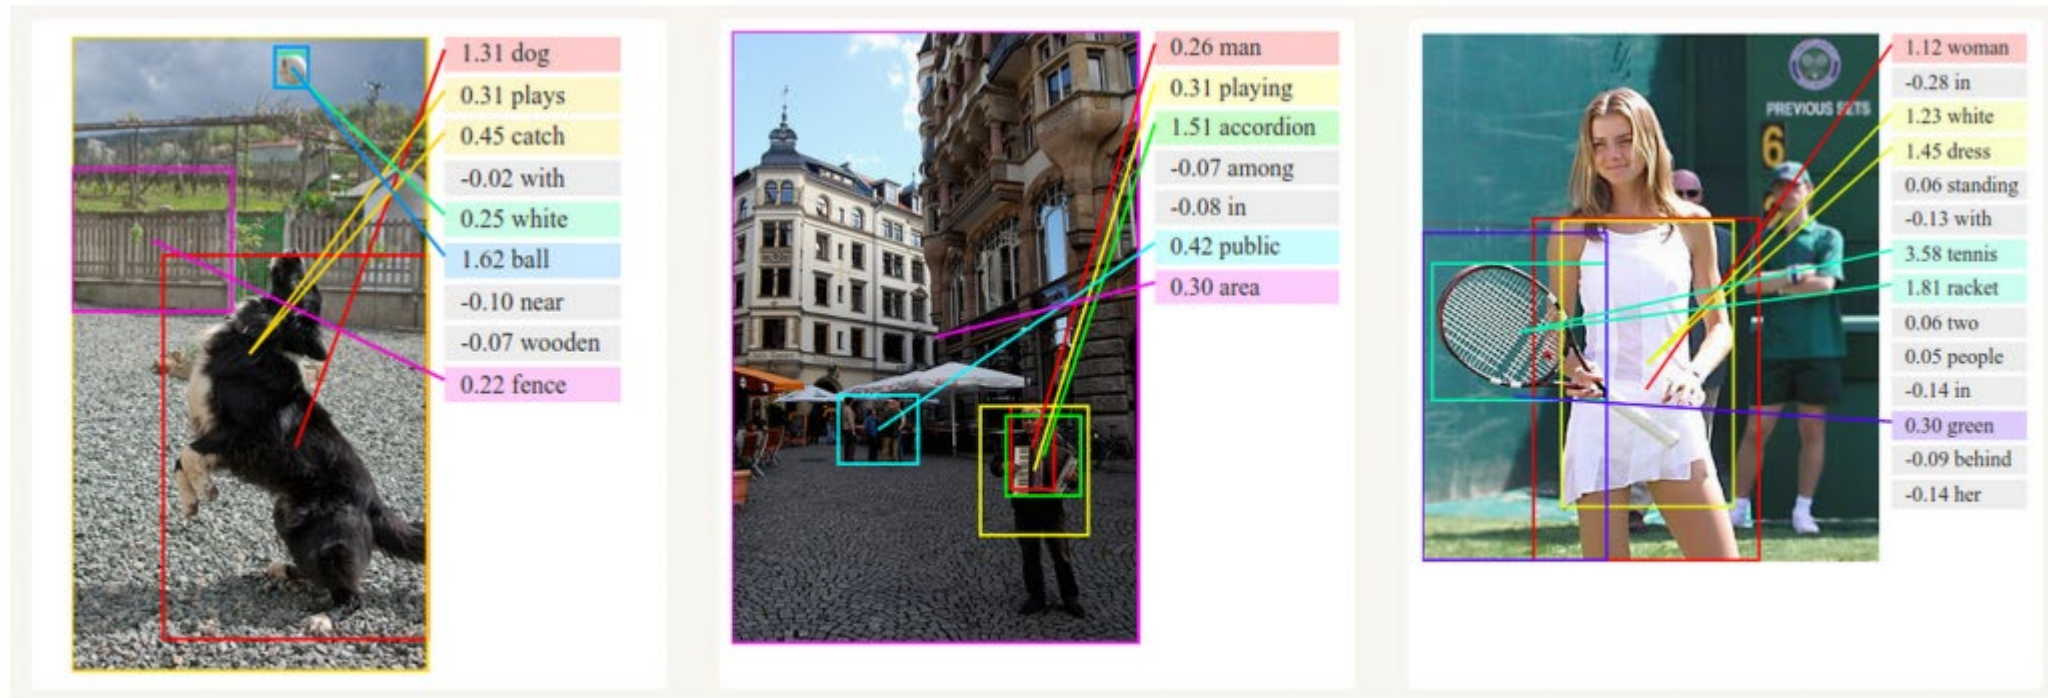 1.31 dog
0.31 plays
0.45 catch
-0.02 with
0.25 white
1.62 ball
-0.10 near
-0.07 wooden
0.22 fence
0.26 man
0.31 playing
1.51 accordion
-0.07 among
-0.08 in
0.42 public
0.30 area
PREVIOUS SETS
6
1.12 woman
-0.28 in
1.23 white
1.45 dress
0.06 standing
-0.13 with
3.58 tennis
1.81 racket
0.06 two
0.05 people
-0.14 in
0.30 green
-0.09 behind
-0.14 her